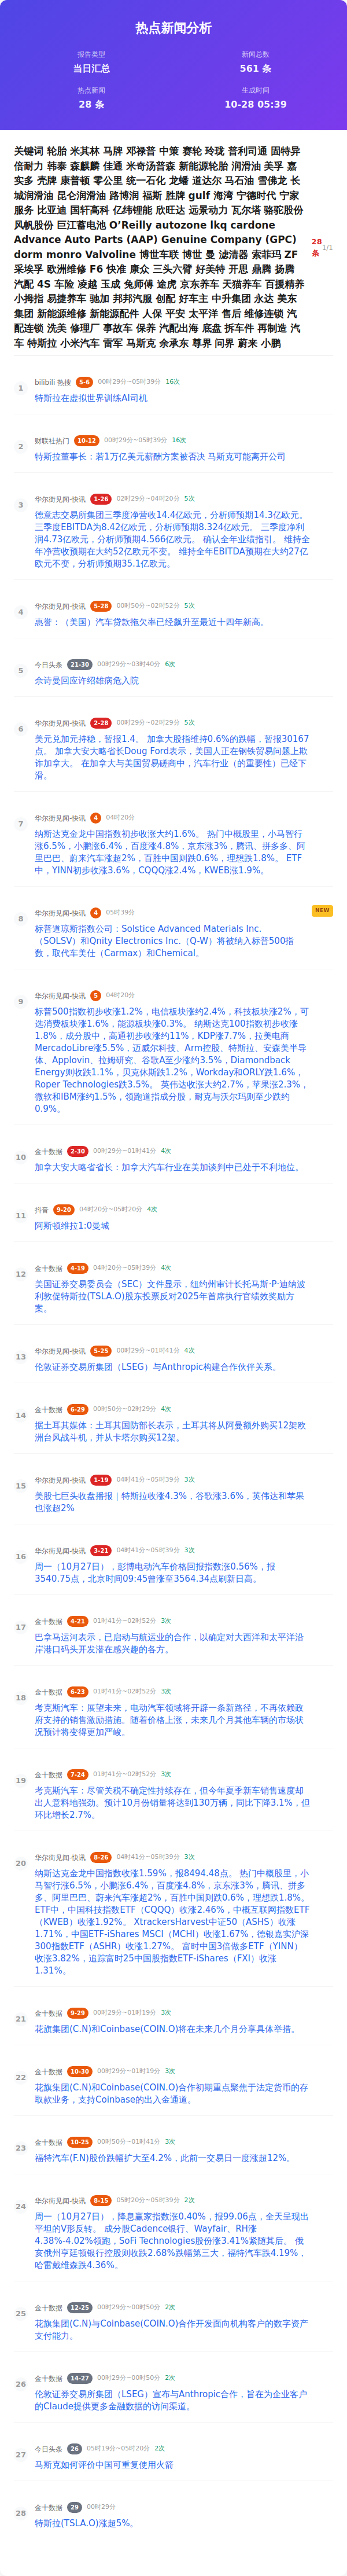 热点新闻分析
报告类型
当日汇总
新闻总数
561 条
热点新闻
28 条
生成时间
10-28 05:39
关键词 轮胎 米其林 马牌 邓禄普 中策 赛轮 玲珑 普利司通 固特异
倍耐力 韩泰 森麒麟 佳通 米奇汤普森 新能源轮胎 润滑油 美孚 嘉
实多 壳牌 康普顿 零公里 统一石化 龙蟠 道达尔 马石油 雪佛龙 长
城润滑油 昆仑润滑油 路博润 福斯 胜牌 gulf 海湾 宁德时代 宁家
服务 比亚迪 国轩高科 亿纬锂能 欣旺达 远景动力 瓦尔塔 骆驼股份
风帆股份 巨江蓄电池 O’Reilly autozone lkq cardone
Advance Auto Parts (AAP) Genuine Company (GPC)
dorm monro Valvoline 博世车联 博世 曼 滤清器 索菲玛 ZF
采埃孚 欧洲维修 F6 快准 康众 三头六臂 好美特 开思 鼎腾 扬腾
汽配 4S 车险 凌越 玉成 兔师傅 途虎 京东养车 天猫养车 百援精养
小拇指 易捷养车 驰加 邦邦汽服 创配 好车主 中升集团 永达 美东
集团 新能源维修 新能源配件 人保 平安 太平洋 售后 维修连锁 汽
配连锁 洗美 修理厂 事故车 保养 汽配出海 底盘 拆车件 再制造 汽
车 特斯拉 小米汽车 雷军 马斯克 余承东 尊界 问界 蔚来 小鹏
28
条
1/1
1
bilibili 热搜 5-6 00时29分~05时39分 16次
特斯拉在虚拟世界训练AI司机
2
财联社热门 10-12 00时29分~05时39分 16次
特斯拉董事长：若1万亿美元薪酬方案被否决 马斯克可能离开公司
3
华尔街见闻-快讯 1-26 02时29分~04时20分 5次
德意志交易所集团三季度净营收14.4亿欧元，分析师预期14.3亿欧元。
三季度EBITDA为8.42亿欧元，分析师预期8.324亿欧元。 三季度净利
润4.73亿欧元，分析师预期4.566亿欧元。 确认全年业绩指引。 维持全
年净营收预期在大约52亿欧元不变。 维持全年EBITDA预期在大约27亿
欧元不变，分析师预期35.1亿欧元。
4
华尔街见闻-快讯 5-28 00时50分~02时52分 5次
惠誉：（美国）汽车贷款拖欠率已经飙升至最近十四年新高。
5
今日头条 21-30 00时29分~03时40分 6次
余诗曼回应许绍雄病危入院
6
华尔街见闻-快讯 2-28 00时29分~02时29分 5次
美元兑加元持稳，暂报1.4。 加拿大股指维持0.6%的跌幅，暂报30167
点。 加拿大安大略省长Doug Ford表示，美国人正在钢铁贸易问题上欺
诈加拿大。 在加拿大与美国贸易磋商中，汽车行业（的重要性）已经下
滑。
7
华尔街见闻-快讯 4 04时20分
纳斯达克金龙中国指数初步收涨大约1.6%。 热门中概股里，小马智行
涨6.5%，小鹏涨6.4%，百度涨4.8%，京东涨3%，腾讯、拼多多、阿
里巴巴、蔚来汽车涨超2%，百胜中国则跌0.6%，理想跌1.8%。 ETF
中，YINN初步收涨3.6%，CQQQ涨2.4%，KWEB涨1.9%。
8
华尔街见闻-快讯 4 05时39分
NEW
标普道琼斯指数公司：Solstice Advanced Materials Inc.
（SOLSV）和Qnity Electronics Inc.（Q-W）将被纳入标普500指
数，取代车美仕（Carmax）和Chemical。
9
华尔街见闻-快讯 5 04时20分
标普500指数初步收涨1.2%，电信板块涨约2.4%，科技板块涨2%，可
选消费板块涨1.6%，能源板块涨0.3%。 纳斯达克100指数初步收涨
1.8%，成分股中，高通初步收涨约11%，KDP涨7.7%，拉美电商
MercadoLibre涨5.5%，迈威尔科技、Arm控股、特斯拉、安森美半导
体、Applovin、拉姆研究、谷歌A至少涨约3.5%，Diamondback
Energy则收跌1.1%，贝克休斯跌1.2%，Workday和ORLY跌1.6%，
Roper Technologies跌3.5%。 英伟达收涨大约2.7%，苹果涨2.3%，
微软和IBM涨约1.5%，领跑道指成分股，耐克与沃尔玛则至少跌约
0.9%。
10
金十数据 2-30 00时29分~01时41分 4次
加拿大安大略省省长：加拿大汽车行业在美加谈判中已处于不利地位。
11
抖音 9-20 04时20分~05时20分 4次
阿斯顿维拉1:0曼城
12
金十数据 4-19 04时20分~05时39分 4次
美国证券交易委员会（SEC）文件显示，纽约州审计长托马斯·P·迪纳波
利敦促特斯拉(TSLA.O)股东投票反对2025年首席执行官绩效奖励方
案。
13
华尔街见闻-快讯 5-25 00时29分~01时41分 4次
伦敦证券交易所集团（LSEG）与Anthropic构建合作伙伴关系。
14
金十数据 6-29 00时50分~02时29分 4次
据土耳其媒体：土耳其国防部长表示，土耳其将从阿曼额外购买12架欧
洲台风战斗机，并从卡塔尔购买12架。
15
华尔街见闻-快讯 1-19 04时41分~05时39分 3次
美股七巨头收盘播报｜特斯拉收涨4.3%，谷歌涨3.6%，英伟达和苹果
也涨超2%
16
华尔街见闻-快讯 3-21 04时41分~05时39分 3次
周一（10月27日），彭博电动汽车价格回报指数涨0.56%，报
3540.75点，北京时间09:45曾涨至3564.34点刷新日高。
17
金十数据 4-21 01时41分~02时52分 3次
巴拿马运河表示，已启动与航运业的合作，以确定对大西洋和太平洋沿
岸港口码头开发潜在感兴趣的各方。
18
金十数据 6-23 01时41分~02时52分 3次
考克斯汽车：展望未来，电动汽车领域将开辟一条新路径，不再依赖政
府支持的销售激励措施。随着价格上涨，未来几个月其他车辆的市场状
况预计将变得更加严峻。
19
金十数据 7-24 01时41分~02时52分 3次
考克斯汽车：尽管关税不确定性持续存在，但今年夏季新车销售速度却
出人意料地强劲。预计10月份销量将达到130万辆，同比下降3.1%，但
环比增长2.7%。
20
华尔街见闻-快讯 8-26 04时41分~05时39分 3次
纳斯达克金龙中国指数收涨1.59%，报8494.48点。 热门中概股里，小
马智行涨6.5%，小鹏涨6.4%，百度涨4.8%，京东涨3%，腾讯、拼多
多、阿里巴巴、蔚来汽车涨超2%，百胜中国则跌0.6%，理想跌1.8%。
ETF中，中国科技指数ETF（CQQQ）收涨2.46%，中概互联网指数ETF
（KWEB）收涨1.92%。 XtrackersHarvest中证50（ASHS）收涨
1.71%，中国ETF-iShares MSCI（MCHI）收涨1.67%，德银嘉实沪深
300指数ETF（ASHR）收涨1.27%。 富时中国3倍做多ETF（YINN）
收涨3.82%，追踪富时25中国股指数ETF-iShares（FXI）收涨
1.31%。
21
金十数据 9-29 00时29分~01时19分 3次
花旗集团(C.N)和Coinbase(COIN.O)将在未来几个月分享具体举措。
22
金十数据 10-30 00时29分~01时19分 3次
花旗集团(C.N)和Coinbase(COIN.O)合作初期重点聚焦于法定货币的存
取款业务，支持Coinbase的出入金通道。
23
金十数据 10-25 00时50分~01时41分 3次
福特汽车(F.N)股价跌幅扩大至4.2%，此前一交易日一度涨超12%。
24
华尔街见闻-快讯 8-15 05时20分~05时39分 2次
周一（10月27日），降息赢家指数涨0.40%，报99.06点，全天呈现出
平坦的V形反转。 成分股Cadence银行、Wayfair、RH涨
4.38%-4.02%领跑，SoFi Technologies股份涨3.41%紧随其后。 俄
亥俄州亨廷顿银行控股则收跌2.68%跌幅第三大，福特汽车跌4.19%，
哈雷戴维森跌4.36%。
25
金十数据 12-25 00时29分~00时50分 2次
花旗集团(C.N)与Coinbase(COIN.O)合作开发面向机构客户的数字资产
支付能力。
26
金十数据 14-27 00时29分~00时50分 2次
伦敦证券交易所集团（LSEG）宣布与Anthropic合作，旨在为企业客户
的Claude提供更多金融数据的访问渠道。
27
今日头条 26 05时19分~05时20分 2次
马斯克如何评价中国可重复使用火箭
28
金十数据 29 00时29分
特斯拉(TSLA.O)涨超5%。